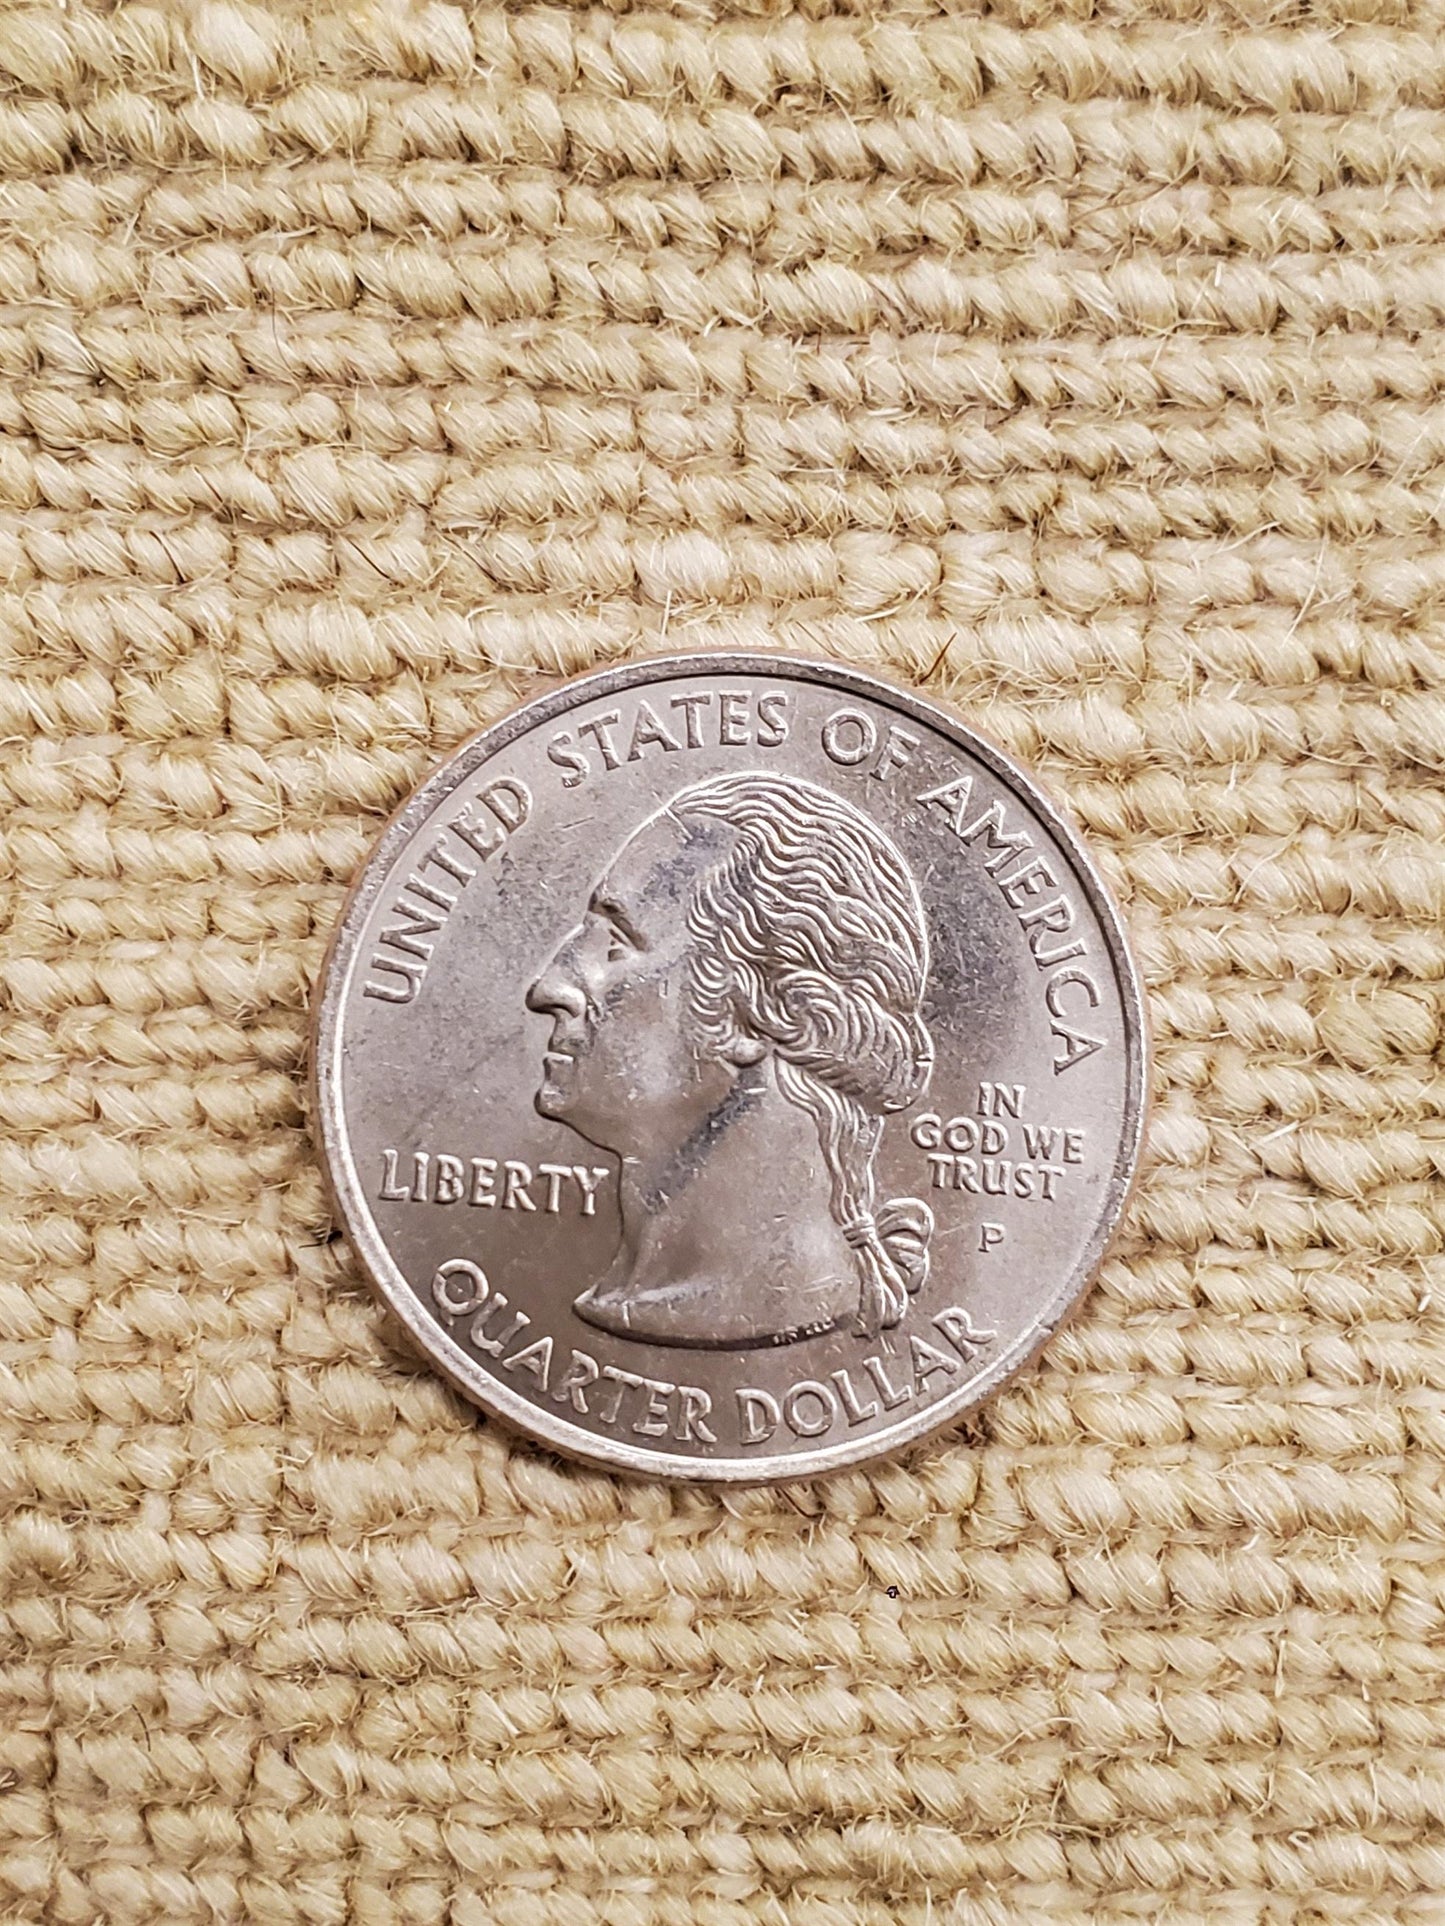 UNITED STATES OF AMERICA
LIBERTY
IN
GOD WE
TRUST
P
QUARTER DOLLAR